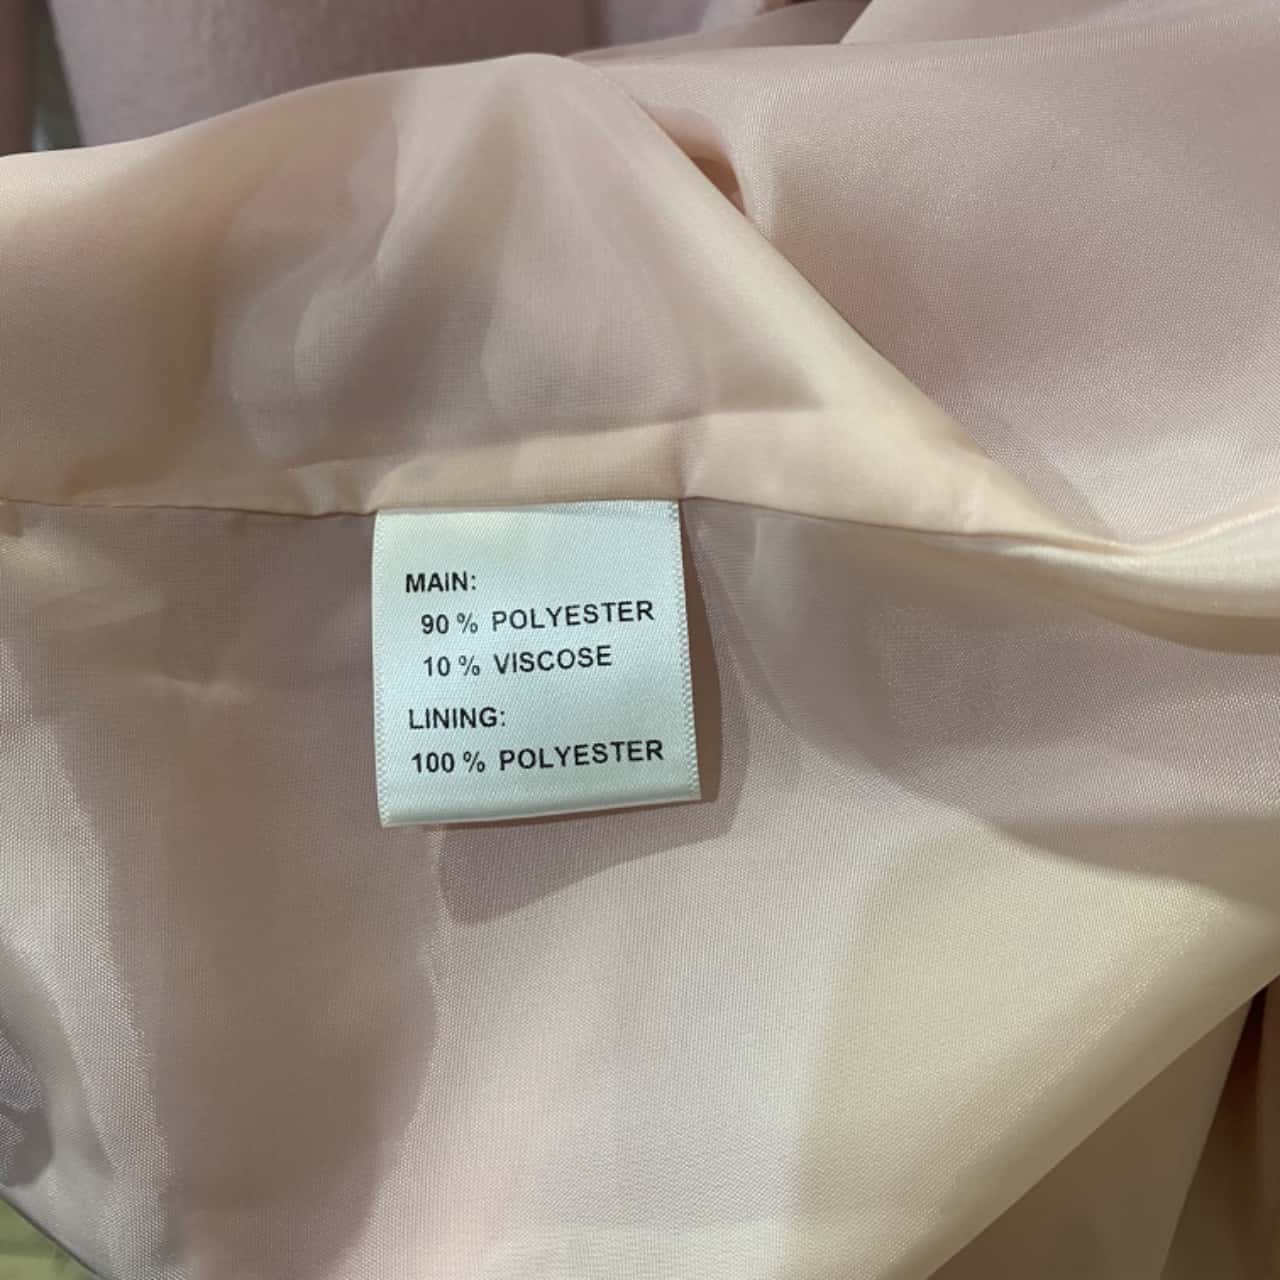 MAIN:
90 % POLYESTER
10 % VISCOSE
LINING:
100 % POLYESTER